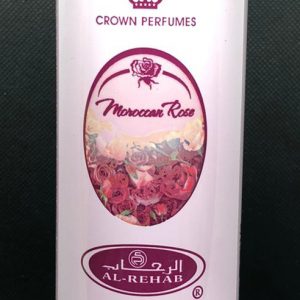 CROWN PERFUMES
Moroccan Rose
الرحاب
AL-REHAB
®